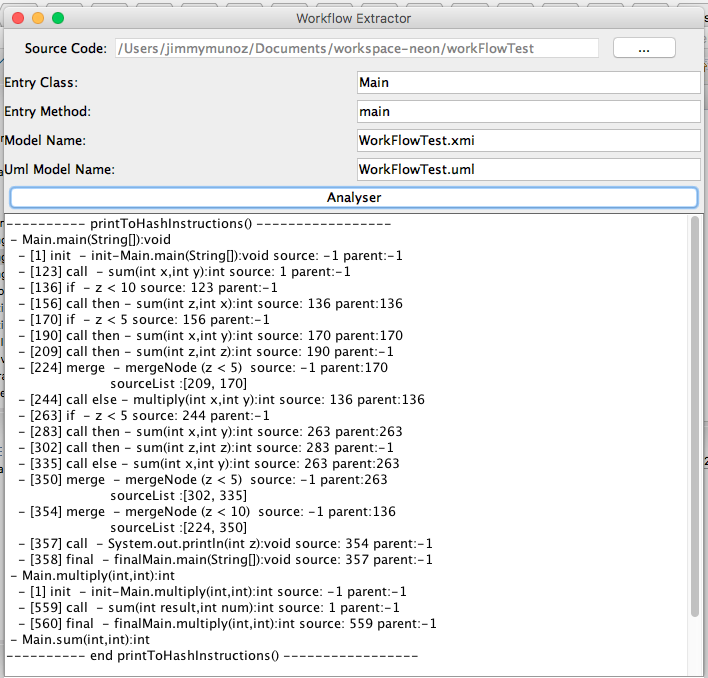 Workflow Extractor
Source Code: /Users/jimmymunoz/Documents/workspace-neon/workFlowTest ...
Entry Class: Main
Entry Method: main
Model Name: WorkFlowTest.xmi
Uml Model Name: WorkFlowTest.uml
Analyser
---------- printToHashInstructions() -----------------
- Main.main(String[]):void
- [1] init - init-Main.main(String[]):void source: -1 parent:-1
- [123] call - sum(int x,int y):int source: 1 parent:-1
- [136] if - z < 10 source: 123 parent:-1
- [156] call then - sum(int z,int x):int source: 136 parent:136
- [170] if - z < 5 source: 156 parent:-1
- [190] call then - sum(int x,int y):int source: 170 parent:170
- [209] call then - sum(int z,int z):int source: 190 parent:-1
- [224] merge - mergeNode (z < 5) source: -1 parent:170
sourceList :[209, 170]
- [244] call else - multiply(int x,int y):int source: 136 parent:136
- [263] if - z < 5 source: 244 parent:-1
- [283] call then - sum(int x,int y):int source: 263 parent:263
- [302] call then - sum(int z,int z):int source: 283 parent:-1
- [335] call else - sum(int x,int y):int source: 263 parent:263
- [350] merge - mergeNode (z < 5) source: -1 parent:263
sourceList :[302, 335]
- [354] merge - mergeNode (z < 10) source: -1 parent:136
sourceList :[224, 350]
- [357] call - System.out.println(int z):void source: 354 parent:-1
- [358] final - finalMain.main(String[]):void source: 357 parent:-1
- Main.multiply(int,int):int
- [1] init - init-Main.multiply(int,int):int source: -1 parent:-1
- [559] call - sum(int result,int num):int source: 1 parent:-1
- [560] final - finalMain.multiply(int,int):int source: 559 parent:-1
- Main.sum(int,int):int
---------- end printToHashInstructions() -----------------